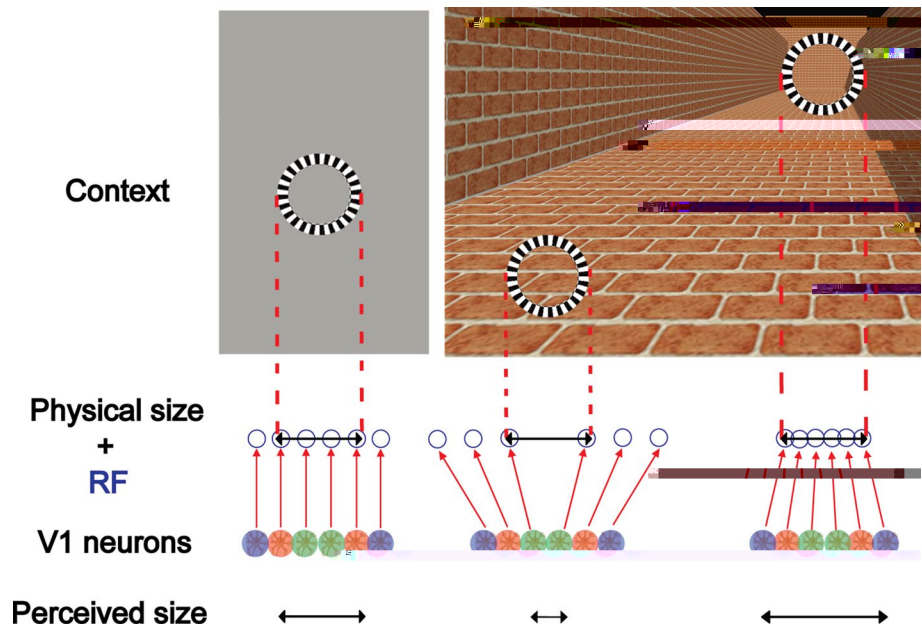 Context
Physical size
+
RF
V1 neurons
Perceived size